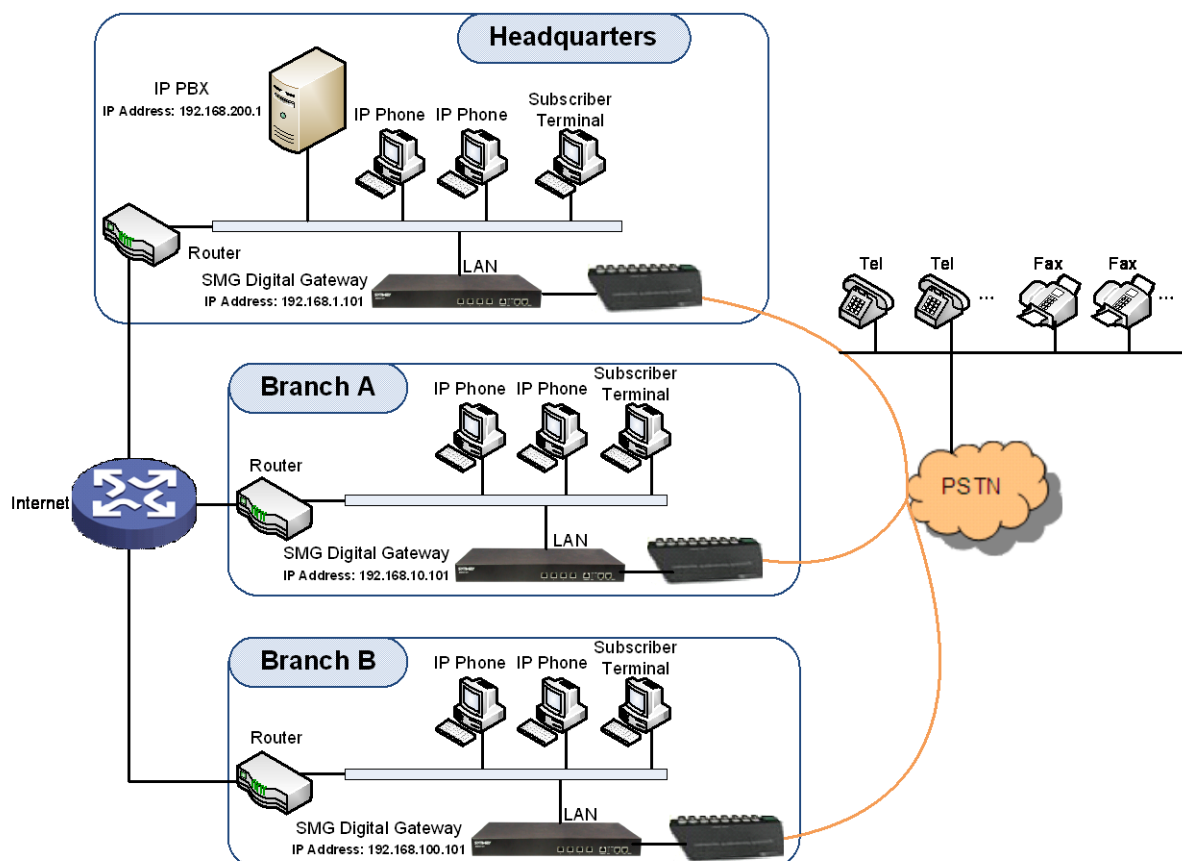 Headquarters
IP PBX
IP Address: 192.168.200.1
IP Phone
IP Phone
Subscriber
Terminal
Router
LAN
SMG Digital Gateway
IP Address: 192.168.1.101
Tel
Tel
...
Fax
Fax
...
Branch A
IP Phone
IP Phone
Subscriber
Terminal
Router
Internet
LAN
SMG Digital Gateway
IP Address: 192.168.10.101
PSTN
Branch B
IP Phone
IP Phone
Subscriber
Terminal
Router
LAN
SMG Digital Gateway
IP Address: 192.168.100.101